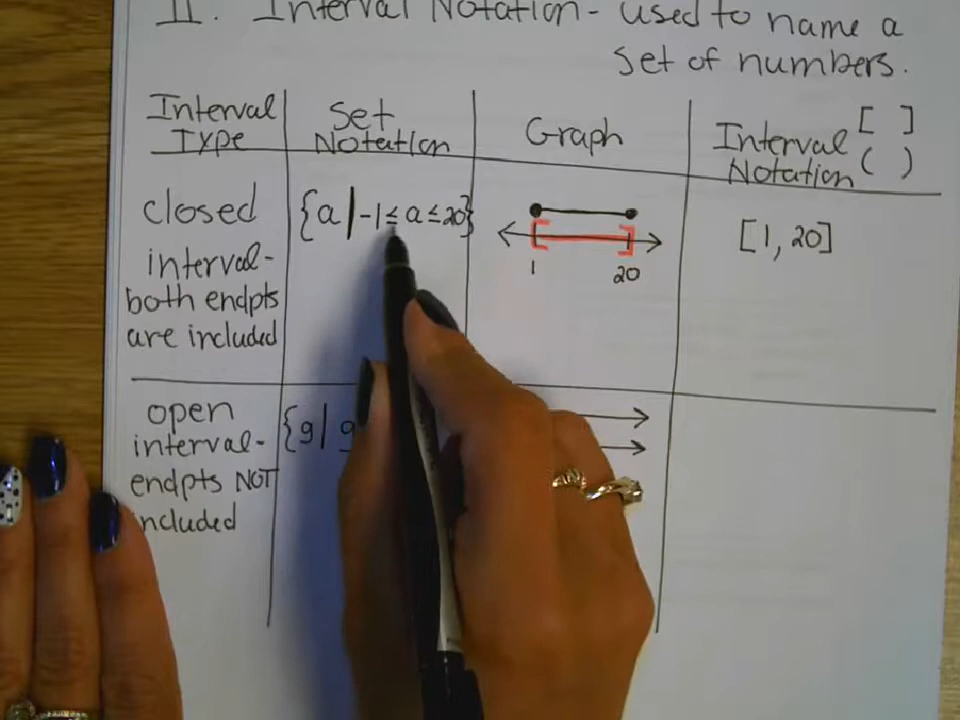 II. Interval Notation - used to name a
set of numbers.
Interval Type
Set Notation
Graph
Interval Notation [ ] ( )
closed
interval-
both endpts
are included
{a | -1 ≤ a ≤ 20}
1 20
[1, 20]
open
interval-
endpts NOT
included
{g | g